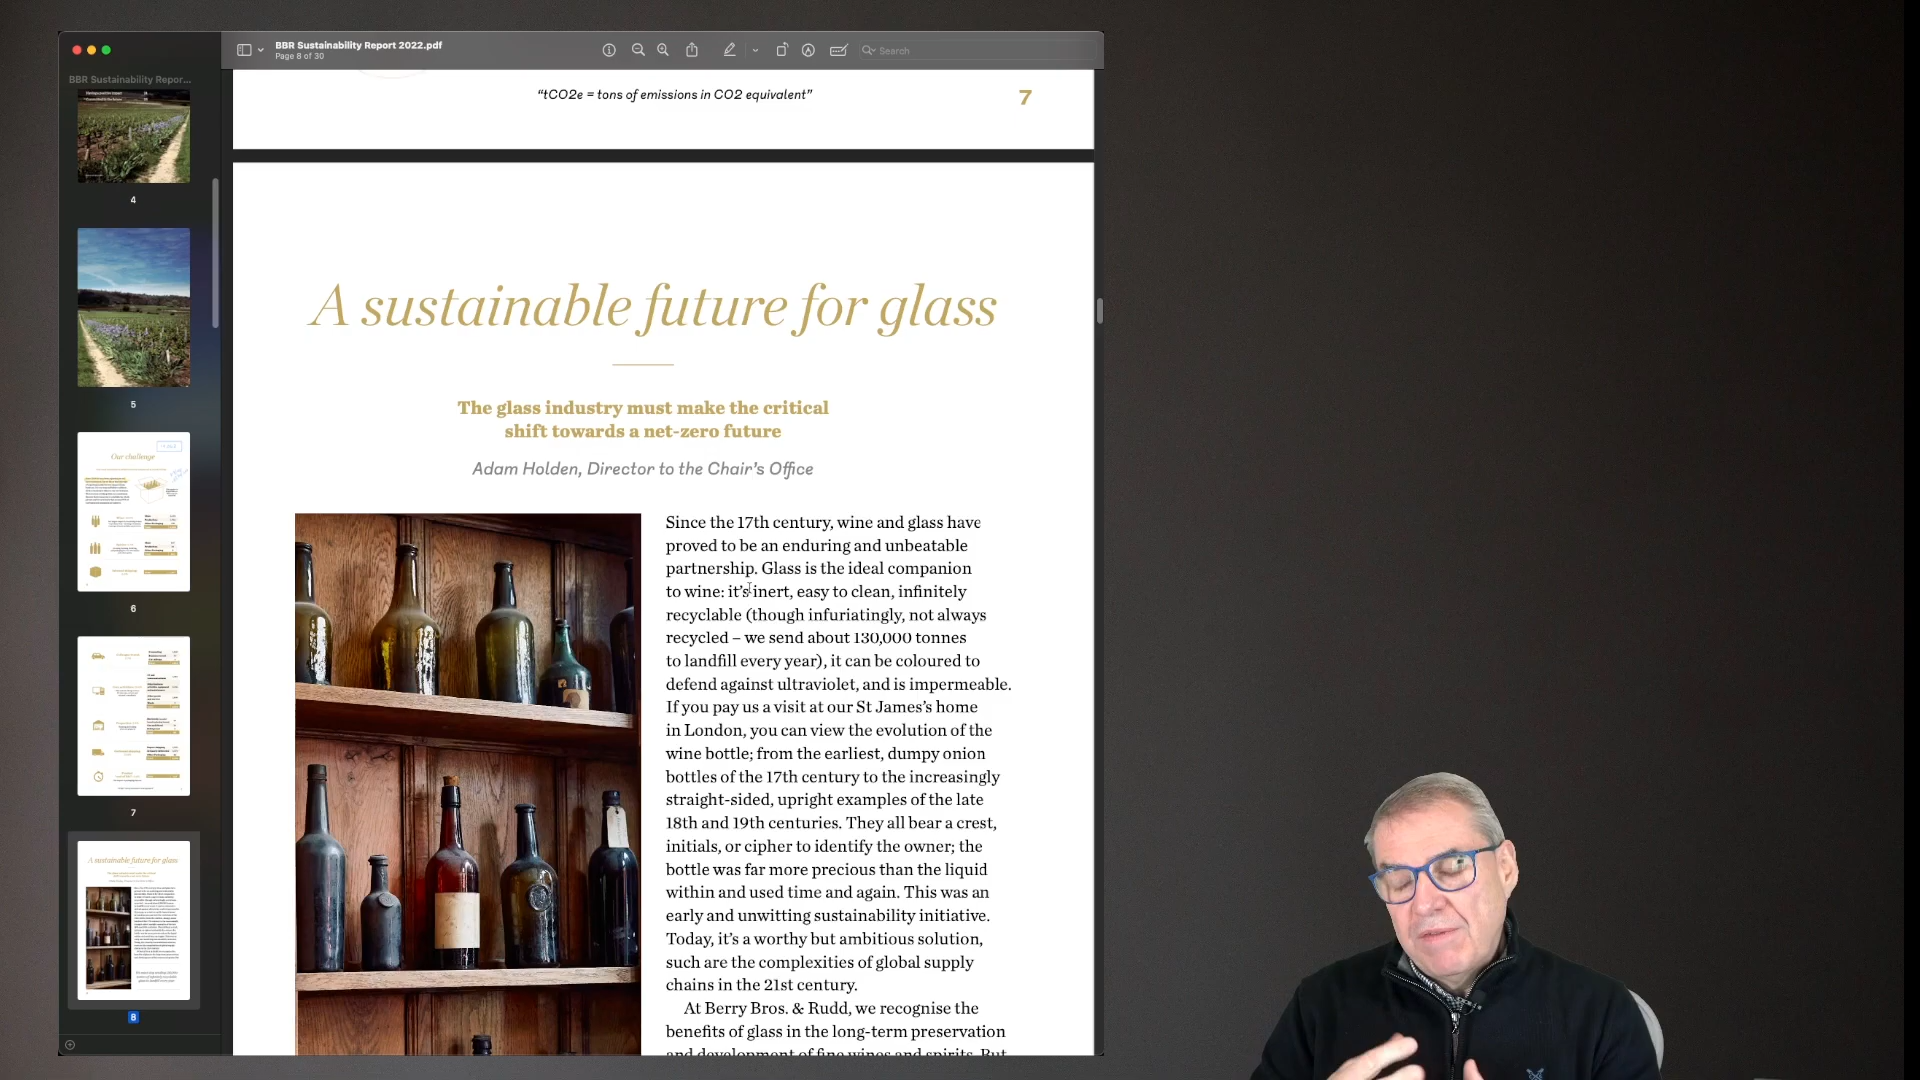 BBR Sustainability Report 2022.pdf
Page 8 of 30
Search
BBR Sustainability Repor...
4
5
Our challenge
6
7
A sustainable future for glass
8
"tCO2e = tons of emissions in CO2 equivalent"
7
A sustainable future for glass
The glass industry must make the critical
shift towards a net-zero future
Adam Holden, Director to the Chair's Office
Since the 17th century, wine and glass have
proved to be an enduring and unbeatable
partnership. Glass is the ideal companion
to wine: it's inert, easy to clean, infinitely
recyclable (though infuriatingly, not always
recycled – we send about 130,000 tonnes
to landfill every year), it can be coloured to
defend against ultraviolet, and is impermeable.
If you pay us a visit at our St James's home
in London, you can view the evolution of the
wine bottle; from the earliest, dumpy onion
bottles of the 17th century to the increasingly
straight-sided, upright examples of the late
18th and 19th centuries. They all bear a crest,
initials, or cipher to identify the owner; the
bottle was far more precious than the liquid
within and used time and again. This was an
early and unwitting sustainability initiative.
Today, it's a worthy but ambitious solution,
such are the complexities of global supply
chains in the 21st century.
At Berry Bros. & Rudd, we recognise the
benefits of glass in the long-term preservation
and development of fine wines and spirits. But